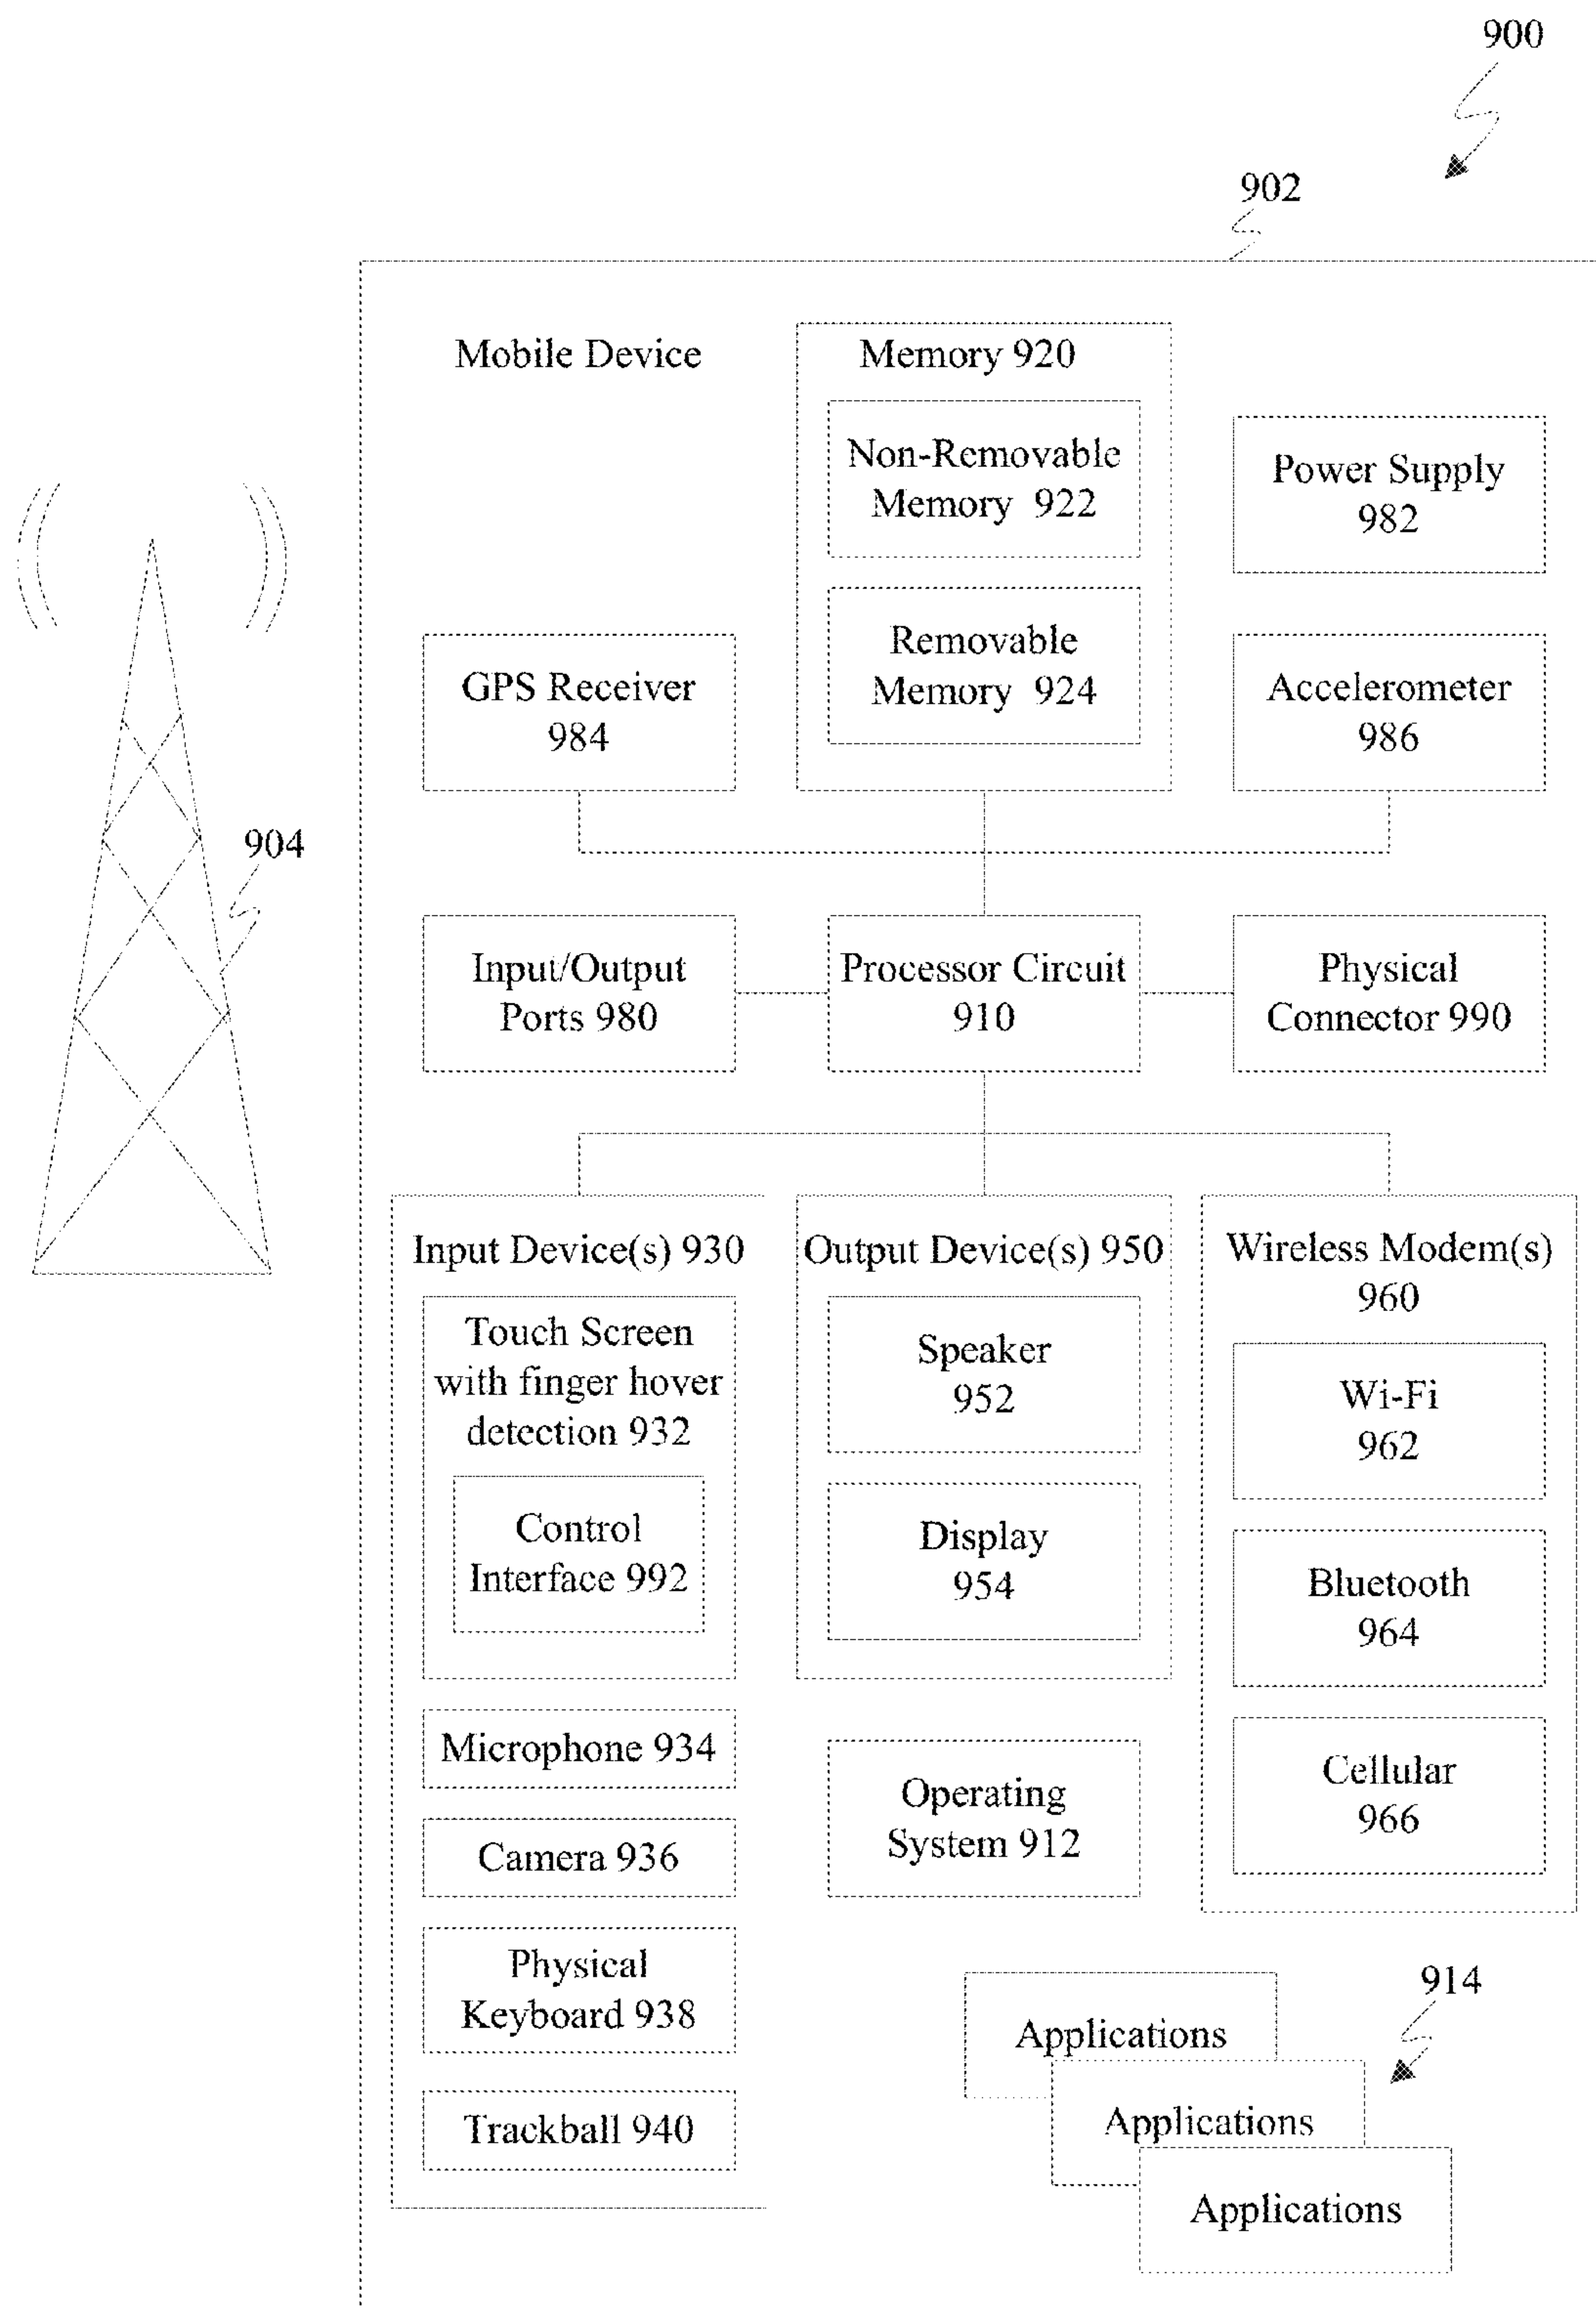 900
902
Mobile Device
Memory 920
Non-Removable
Memory 922
Power Supply
982
Removable
Memory 924
GPS Receiver
984
Accelerometer
986
904
Input/Output
Ports 980
Processor Circuit
910
Physical
Connector 990
Input Device(s) 930
Touch Screen
with finger hover
detection 932
Control
Interface 992
Microphone 934
Camera 936
Physical
Keyboard 938
Trackball 940
Output Device(s) 950
Speaker
952
Display
954
Operating
System 912
Wireless Modem(s)
960
Wi-Fi
962
Bluetooth
964
Cellular
966
914
Applications
Applications
Applications